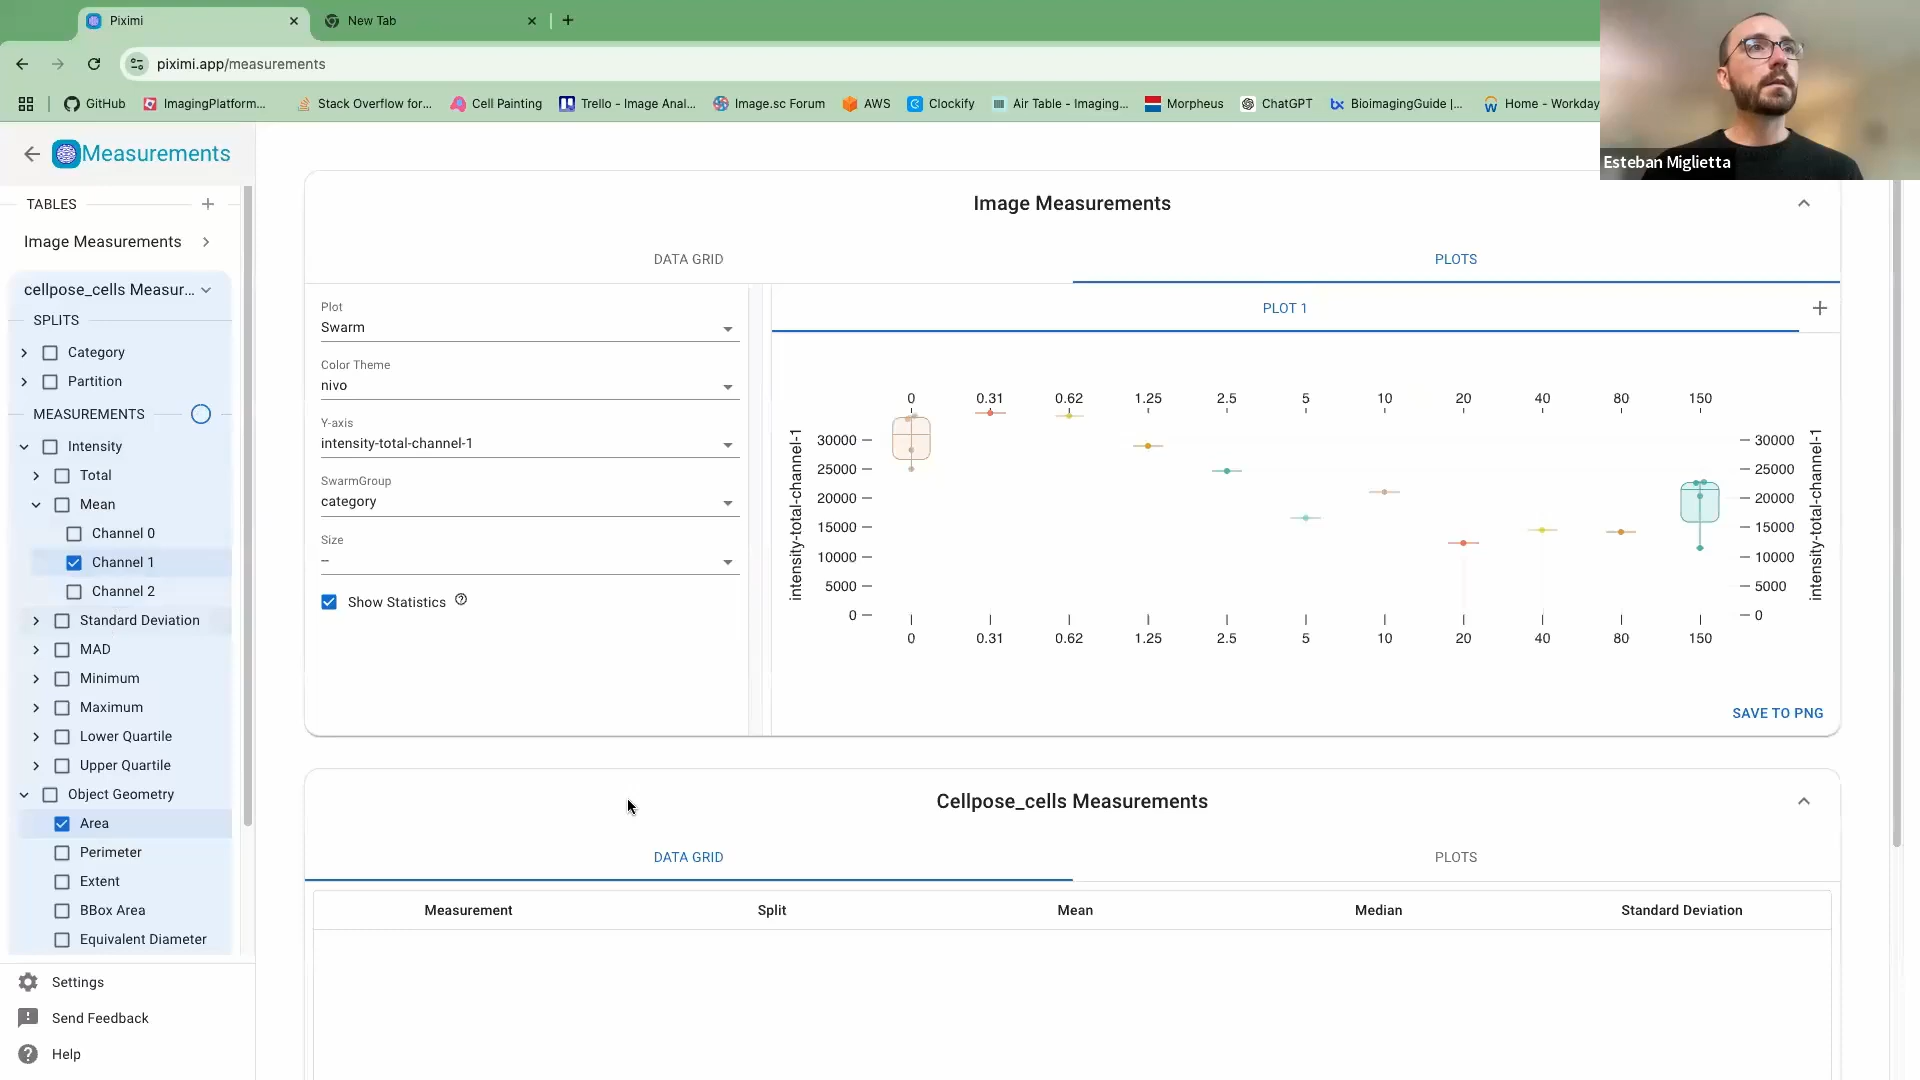 Piximi
New Tab
piximi.app/measurements
GitHub
ImagingPlatform...
Stack Overflow for...
Cell Painting
Trello - Image Anal...
Image.sc Forum
AWS
Clockify
Air Table - Imaging...
Morpheus
ChatGPT
BioimagingGuide |...
Home - Workday
Esteban Miglietta
Measurements
TABLES
Image Measurements
cellpose_cells Measur...
SPLITS
Category
Partition
MEASUREMENTS
Intensity
Total
Mean
Channel 0
Channel 1
Channel 2
Standard Deviation
MAD
Minimum
Maximum
Lower Quartile
Upper Quartile
Object Geometry
Area
Perimeter
Extent
BBox Area
Equivalent Diameter
Settings
Send Feedback
Help
Image Measurements
DATA GRID
PLOTS
Plot
Swarm
Color Theme
nivo
Y-axis
intensity-total-channel-1
SwarmGroup
category
Size
--
Show Statistics
PLOT 1
0 0.31 0.62 1.25 2.5 5 10 20 40 80 150
intensity-total-channel-1
30000
25000
20000
15000
10000
5000
0
30000
25000
20000
15000
10000
5000
0
intensity-total-channel-1
0 0.31 0.62 1.25 2.5 5 10 20 40 80 150
SAVE TO PNG
Cellpose_cells Measurements
DATA GRID
PLOTS
Measurement Split Mean Median Standard Deviation